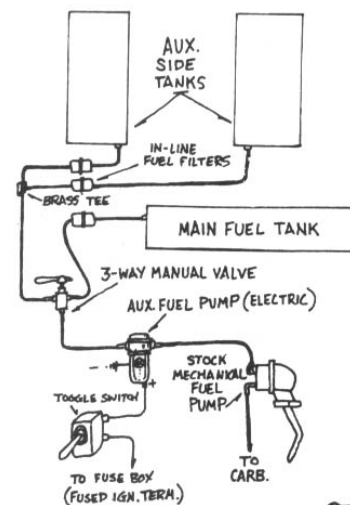 AUX.
SIDE
TANKS
IN-LINE
FUEL FILTERS
BRASS TEE
MAIN FUEL TANK
3-WAY MANUAL VALVE
AUX. FUEL PUMP (ELECTRIC)
STOCK
MECHANICAL
FUEL
PUMP
- +
TOGGLE SWITCH
TO FUSE BOX
(FUSED IGN. TERM.)
TO
CARB.